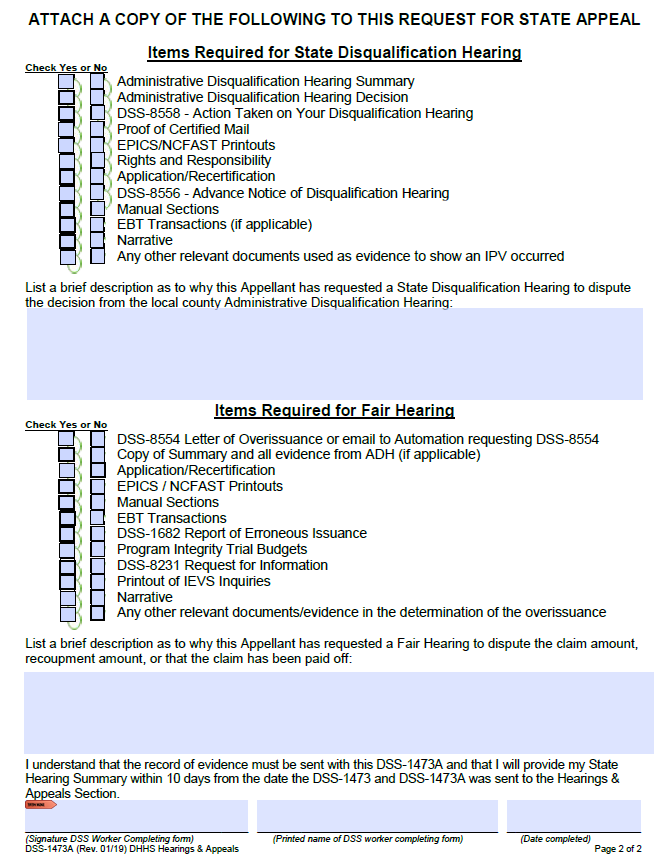 ATTACH A COPY OF THE FOLLOWING TO THIS REQUEST FOR STATE APPEAL
Items Required for State Disqualification Hearing
Check Yes or No
Administrative Disqualification Hearing Summary
Administrative Disqualification Hearing Decision
DSS-8558 - Action Taken on Your Disqualification Hearing
Proof of Certified Mail
EPICS/NCFAST Printouts
Rights and Responsibility
Application/Recertification
DSS-8556 - Advance Notice of Disqualification Hearing
Manual Sections
EBT Transactions (if applicable)
Narrative
Any other relevant documents used as evidence to show an IPV occurred
List a brief description as to why this Appellant has requested a State Disqualification Hearing to dispute
the decision from the local county Administrative Disqualification Hearing:
Items Required for Fair Hearing
Check Yes or No
DSS-8554 Letter of Overissuance or email to Automation requesting DSS-8554
Copy of Summary and all evidence from ADH (if applicable)
Application/Recertification
EPICS / NCFAST Printouts
Manual Sections
EBT Transactions
DSS-1682 Report of Erroneous Issuance
Program Integrity Trial Budgets
DSS-8231 Request for Information
Printout of IEVS Inquiries
Narrative
Any other relevant documents/evidence in the determination of the overissuance
List a brief description as to why this Appellant has requested a Fair Hearing to dispute the claim amount,
recoupment amount, or that the claim has been paid off:
I understand that the record of evidence must be sent with this DSS-1473A and that I will provide my State
Hearing Summary within 10 days from the date the DSS-1473 and DSS-1473A was sent to the Hearings &
Appeals Section.
(Signature DSS Worker Completing form) (Printed name of DSS worker completing form) (Date completed)
DSS-1473A (Rev. 01/19) DHHS Hearings & Appeals Page 2 of 2